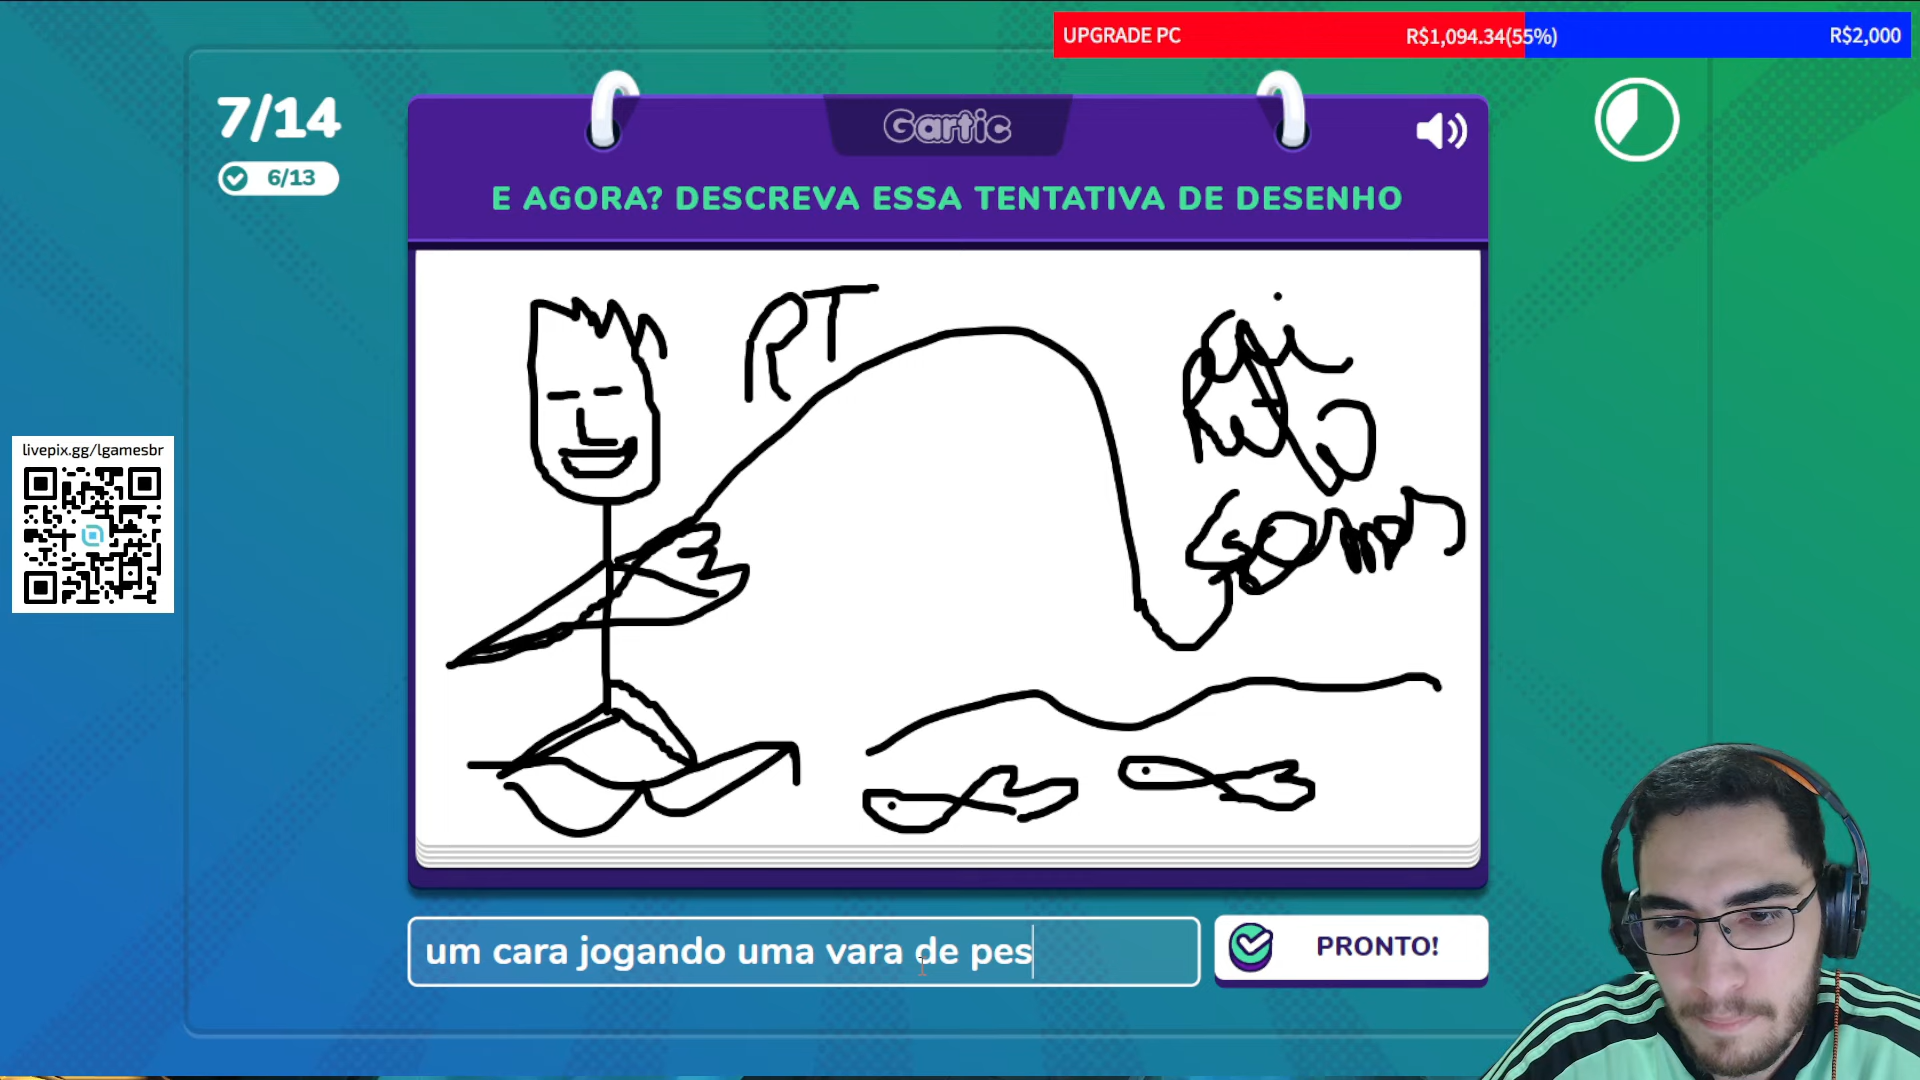 UPGRADE PC R$1,094.34(55%) R$2,000
7/14
6/13
Gartic
E AGORA? DESCREVA ESSA TENTATIVA DE DESENHO
livepix.gg/lgamesbr
um cara jogando uma vara de pes
PRONTO!